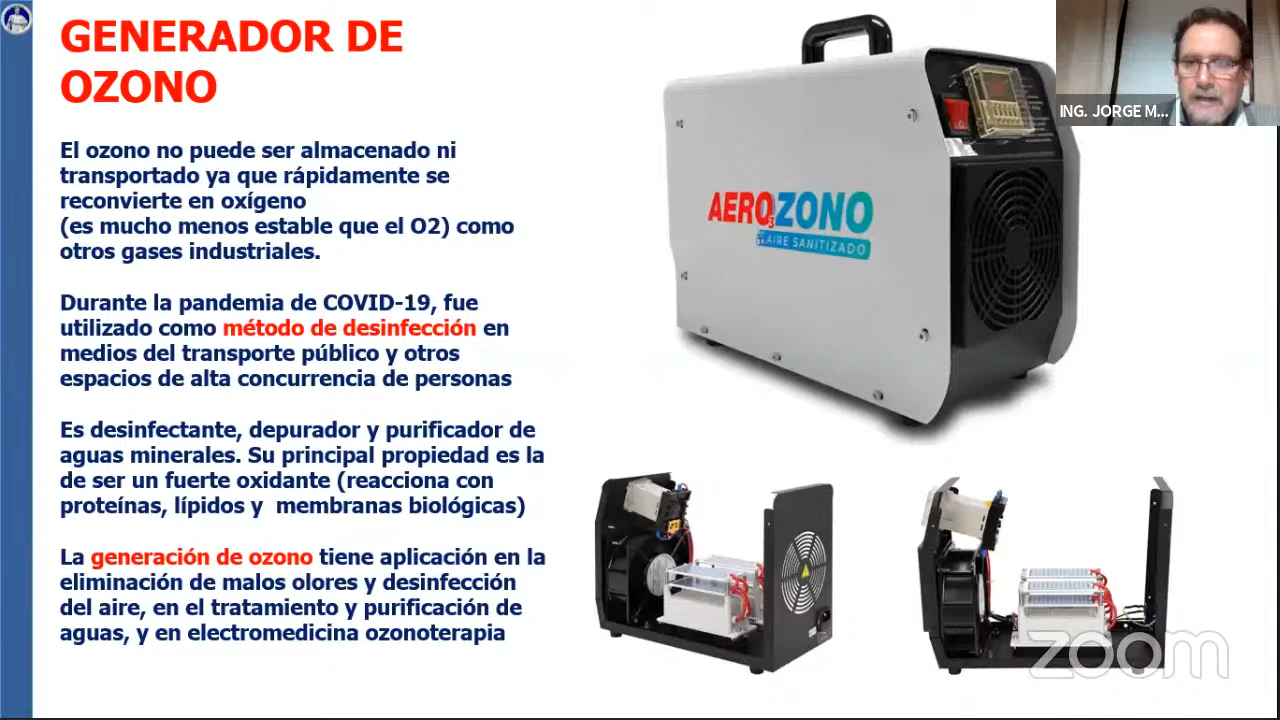 GENERADOR DE
OZONO
El ozono no puede ser almacenado ni
transportado ya que rápidamente se
reconvierte en oxígeno
(es mucho menos estable que el O2) como
otros gases industriales.
Durante la pandemia de COVID-19, fue
utilizado como método de desinfección en
medios del transporte público y otros
espacios de alta concurrencia de personas
Es desinfectante, depurador y purificador de
aguas minerales. Su principal propiedad es la
de ser un fuerte oxidante (reacciona con
proteínas, lípidos y  membranas biológicas)
La generación de ozono tiene aplicación en la
eliminación de malos olores y desinfección
del aire, en el tratamiento y purificación de
aguas, y en electromedicina ozonoterapia
AERO3ZONO
AIRE SANITIZADO
ING. JORGE M...
zoom